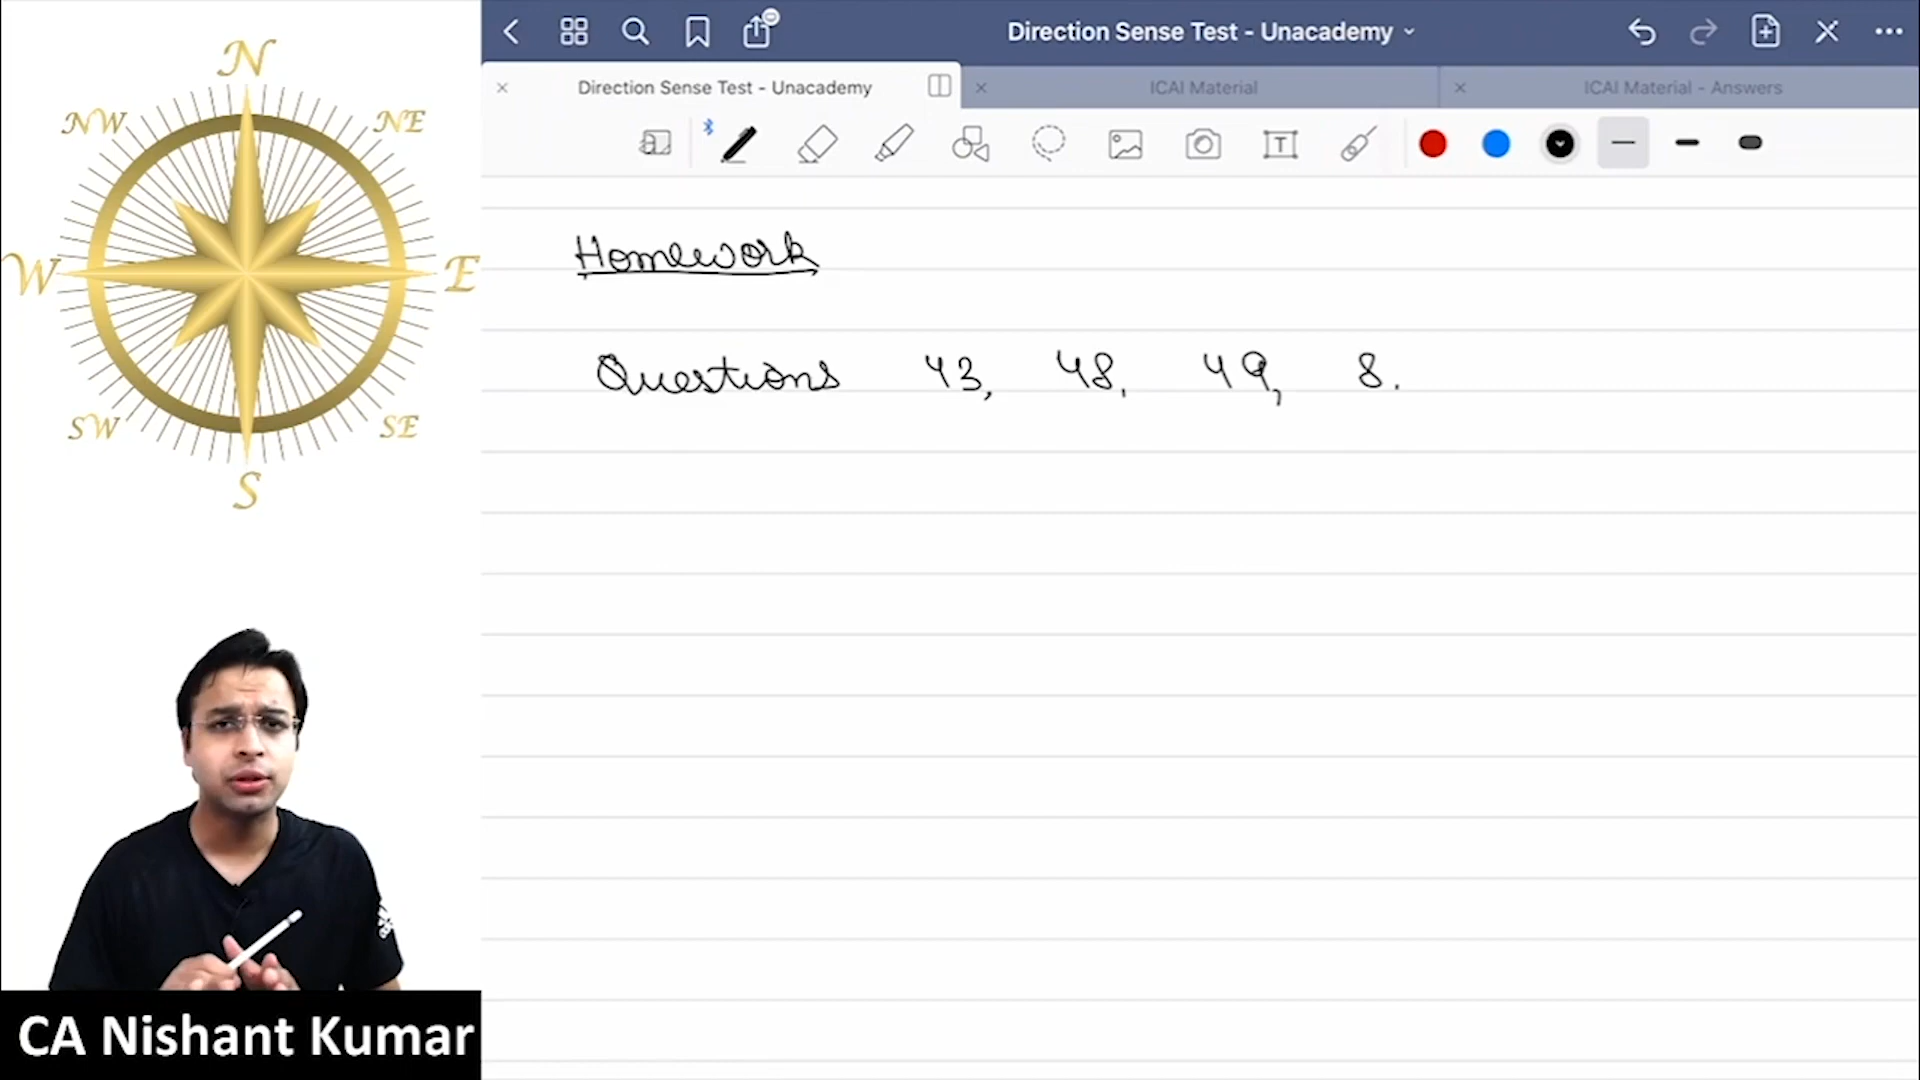 N
NW
NE
W
E
SW
SE
S
CA Nishant Kumar
Direction Sense Test - Unacademy
Direction Sense Test - Unacademy
ICAI Material
ICAI Material - Answers
T
Homework
Questions 43, 48, 49, 8.